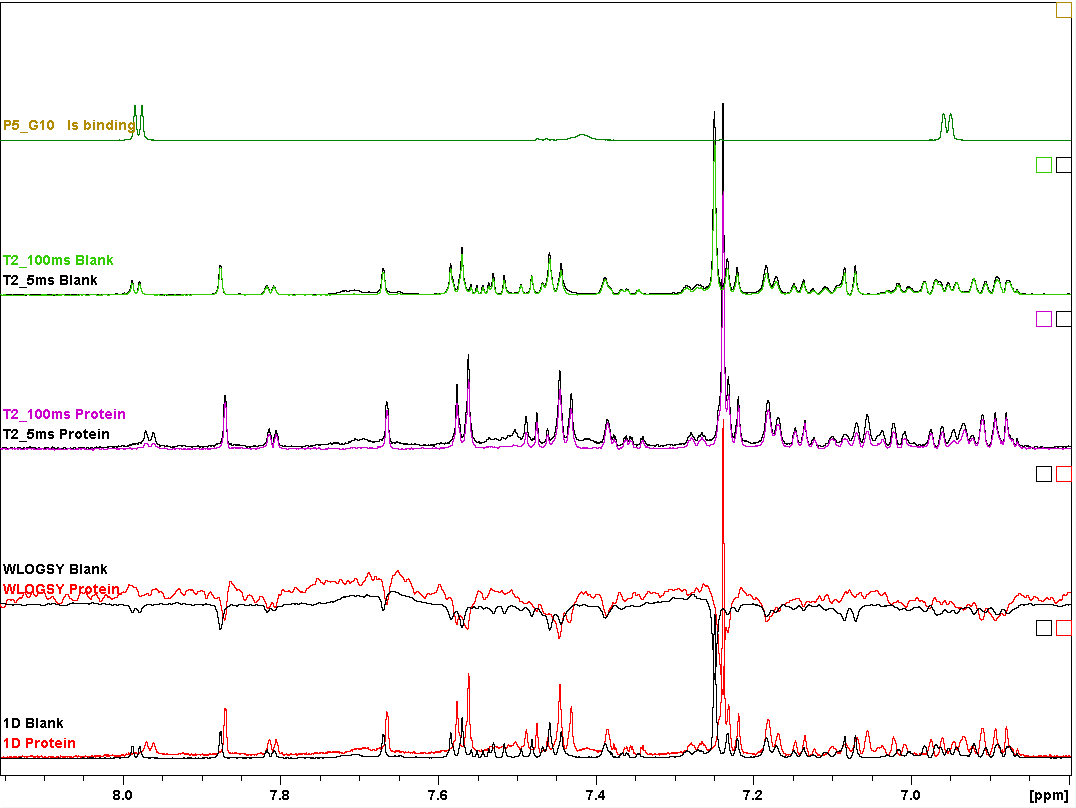 P5_G10 Is binding
T2_100ms Blank
T2_5ms Blank
T2_100ms Protein
T2_5ms Protein
WLOGSY Blank
WLOGSY Protein
1D Blank
1D Protein
8.0 7.8 7.6 7.4 7.2 7.0 [ppm]